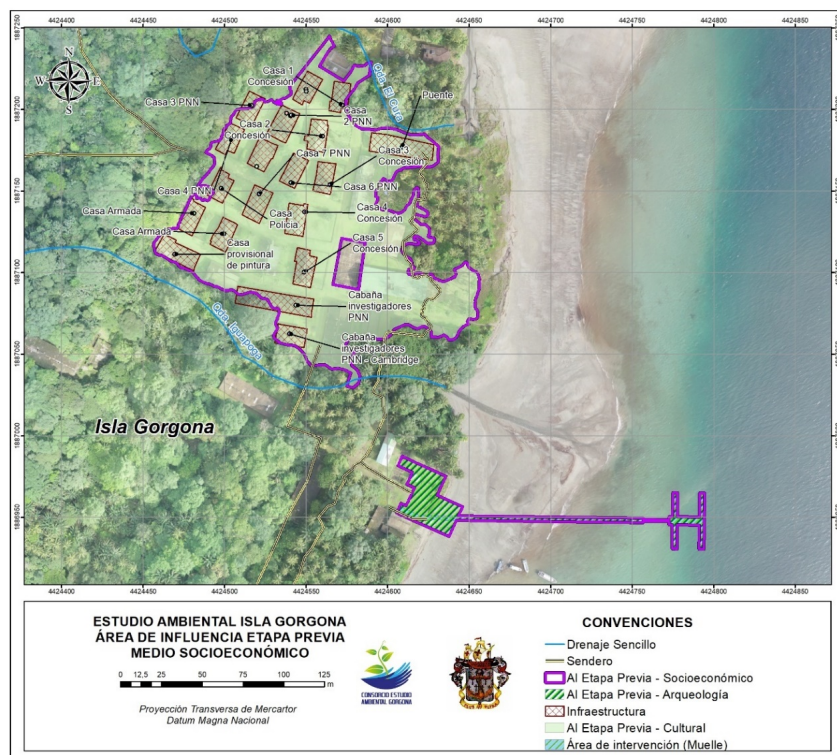 4424400 4424450 4424500 4424550 4424600 4424650 4424700 4424750 4424800 4424850
1887250
1887200
1887150
1887100
1887050
1887000
1886950
1887250
1887200
1887150
1887100
1887050
1887000
1886950
N
W E
S
Casa
1
Concesión
Casa 3 PNN
Casa
2 PNN
Qda. El Cura
Puente
Casa
2
Concesión
Casa 7 PNN
Casa 3
Concesión
Casa 4 PNN
Casa 6 PNN
Casa
Policía
Casa Armada
Casa 4
Concesión
Casa Armada
Casa
provisional
de pintura
Casa 5
Concesión
Qda. Iguapoga
Cabaña
investigadores
PNN
Cabaña
investigadores
PNN - Cambridge
Isla Gorgona
4424400 4424450 4424500 4424550 4424600 4424650 4424700 4424750 4424800 4424850
ESTUDIO AMBIENTAL ISLA GORGONA
ÁREA DE INFLUENCIA ETAPA PREVIA
MEDIO SOCIOECONÓMICO
0 12,5 25 50 75 100 125
m
Proyección Transversa de Mercartor
Datum Magna Nacional
CONSORCIO ESTUDIO
AMBIENTAL GORGONA
CONVENCIONES
Drenaje Sencillo
Sendero
AI Etapa Previa - Socioeconómico
AI Etapa Previa - Arqueología
Infraestructura
AI Etapa Previa - Cultural
Área de intervención (Muelle)